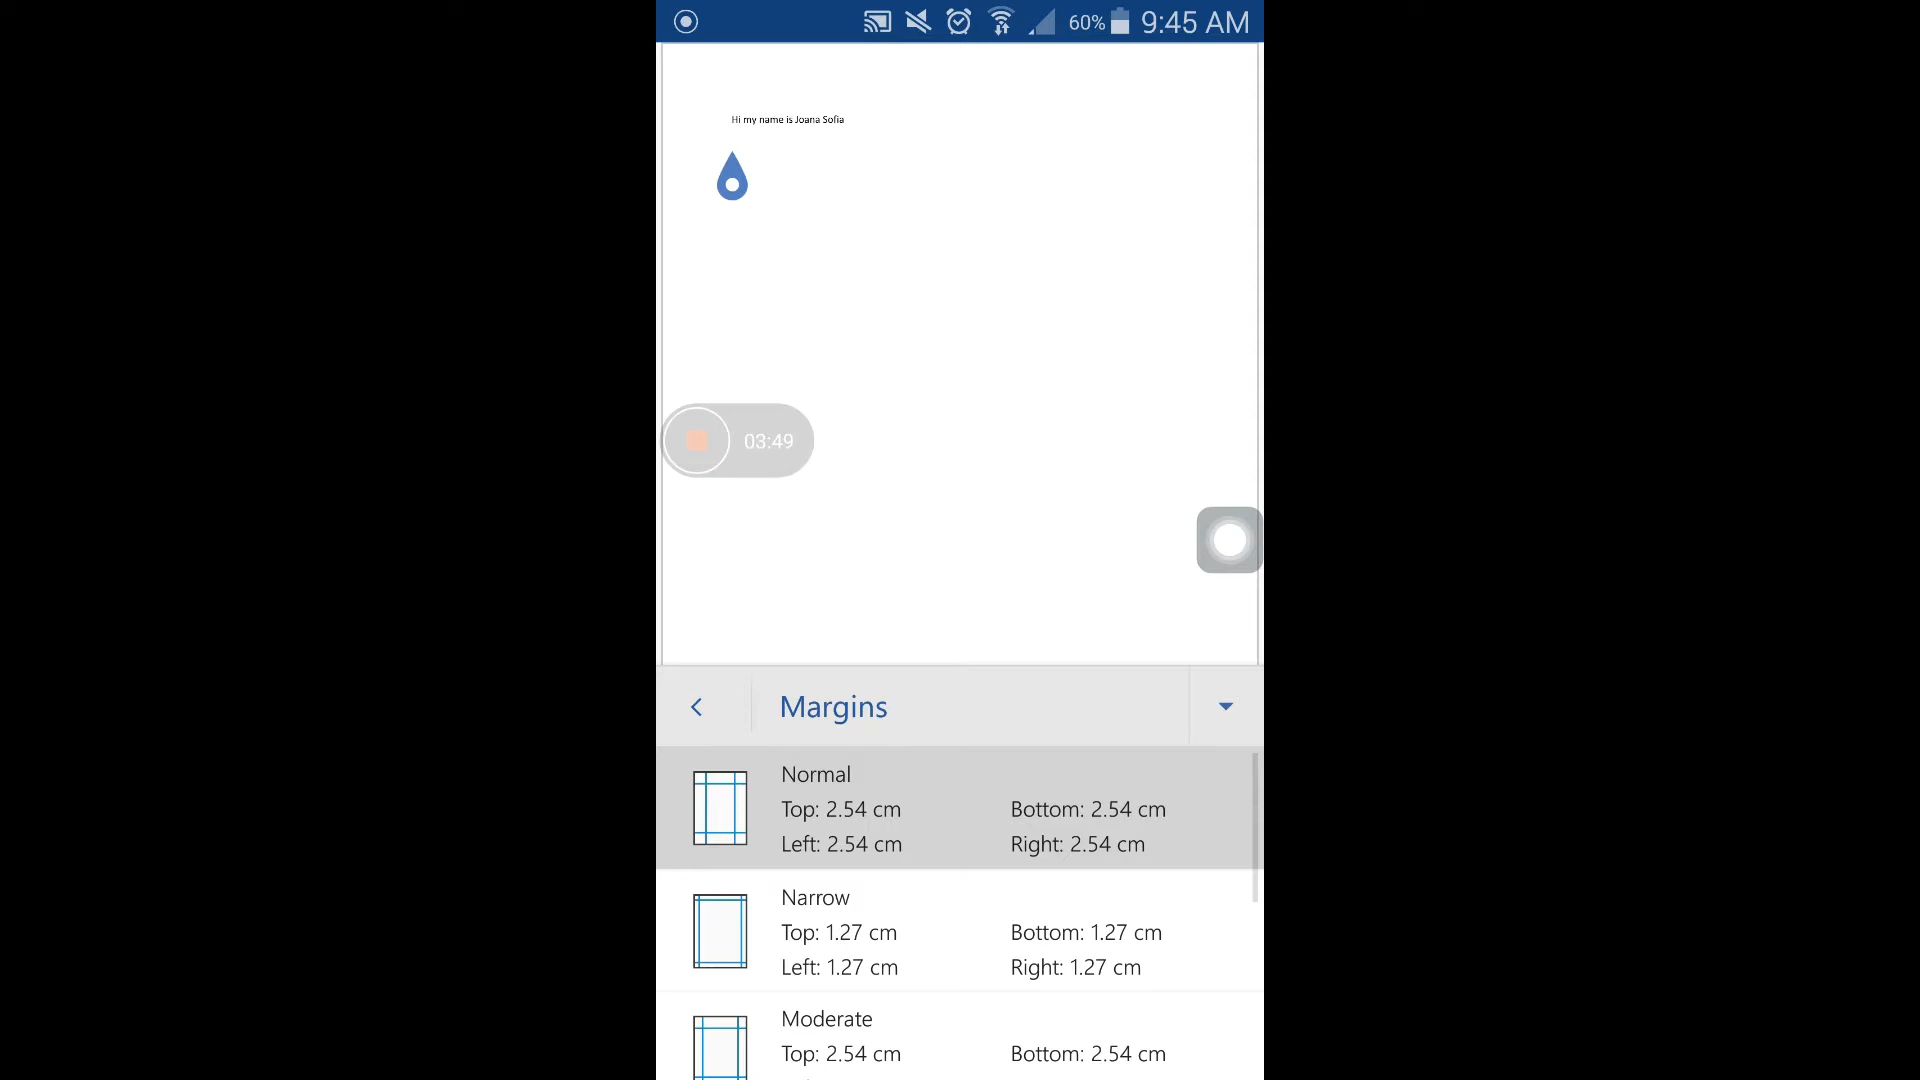 60% 9:45 AM
Hi my name is Joana Sofia
03:49
Margins
Normal
Top: 2.54 cm Bottom: 2.54 cm
Left: 2.54 cm Right: 2.54 cm
Narrow
Top: 1.27 cm Bottom: 1.27 cm
Left: 1.27 cm Right: 1.27 cm
Moderate
Top: 2.54 cm Bottom: 2.54 cm